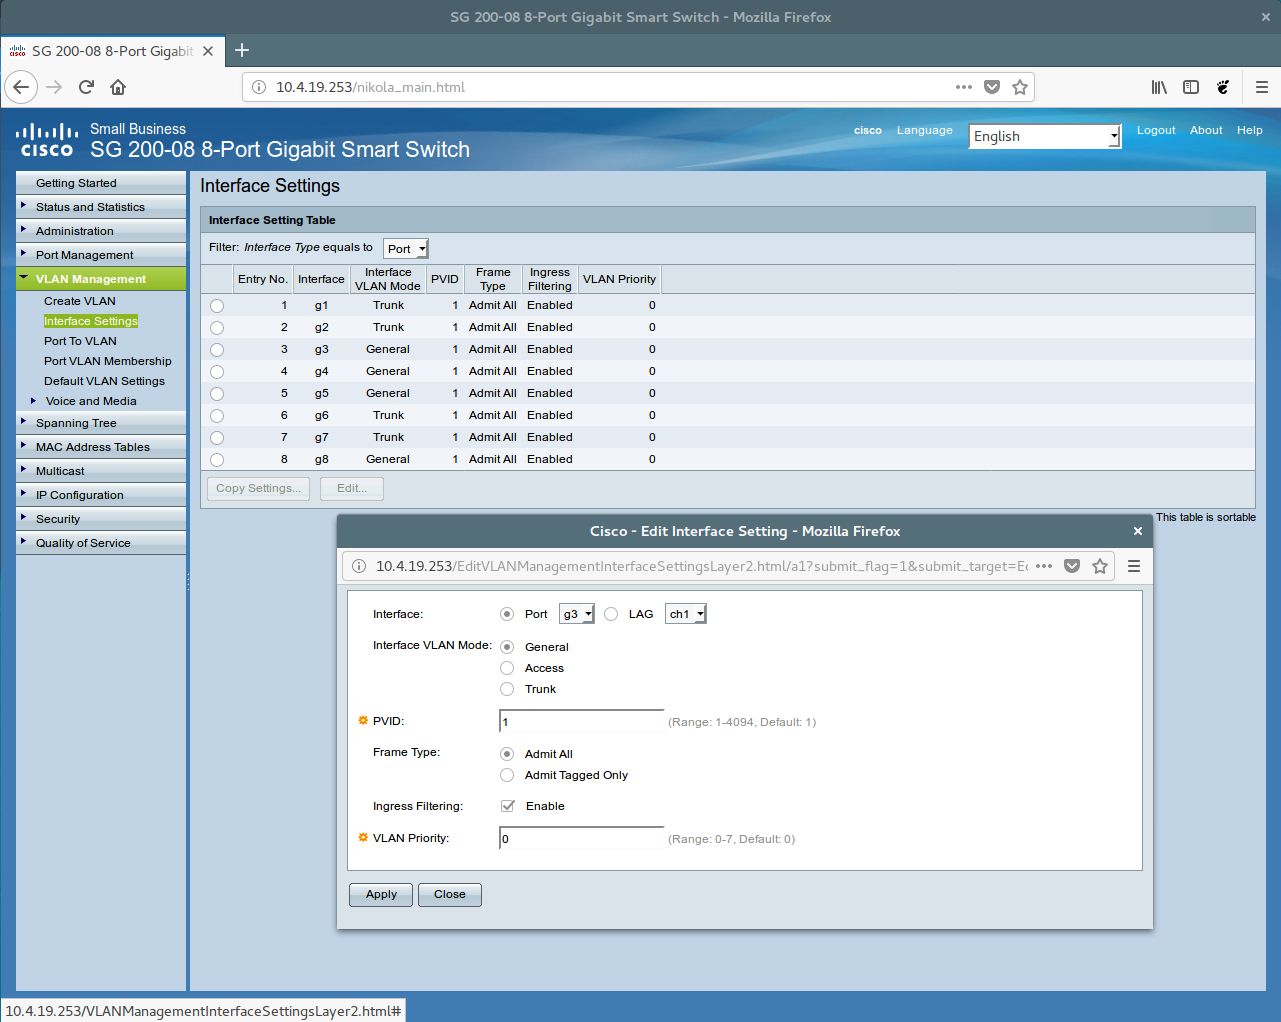 SG 200-08 8-Port Gigabit Smart Switch - Mozilla Firefox ×
cisco SG 200-08 8-Port Gigabit × +
10.4.19.253/nikola_main.html
Small Business
cisco SG 200-08 8-Port Gigabit Smart Switch
cisco Language English Logout About Help
Getting Started
Status and Statistics
Administration
Port Management
VLAN Management
Create VLAN
Interface Settings
Port To VLAN
Port VLAN Membership
Default VLAN Settings
Voice and Media
Spanning Tree
MAC Address Tables
Multicast
IP Configuration
Security
Quality of Service
Interface Settings
Interface Setting Table
Filter: Interface Type equals to Port
Entry No. Interface Interface VLAN Mode PVID Frame Type Ingress Filtering VLAN Priority
1 g1 Trunk 1 Admit All Enabled 0
2 g2 Trunk 1 Admit All Enabled 0
3 g3 General 1 Admit All Enabled 0
4 g4 General 1 Admit All Enabled 0
5 g5 General 1 Admit All Enabled 0
6 g6 Trunk 1 Admit All Enabled 0
7 g7 Trunk 1 Admit All Enabled 0
8 g8 General 1 Admit All Enabled 0
Copy Settings... Edit...
This table is sortable
Cisco - Edit Interface Setting - Mozilla Firefox ×
10.4.19.253/EditVLANManagementInterfaceSettingsLayer2.html/a1?submit_flag=1&submit_target=Ec
Interface: Port g3 LAG ch1
Interface VLAN Mode: General
Access
Trunk
PVID: 1 (Range: 1-4094, Default: 1)
Frame Type: Admit All
Admit Tagged Only
Ingress Filtering: Enable
VLAN Priority: 0 (Range: 0-7, Default: 0)
Apply Close
10.4.19.253/VLANManagementInterfaceSettingsLayer2.html#